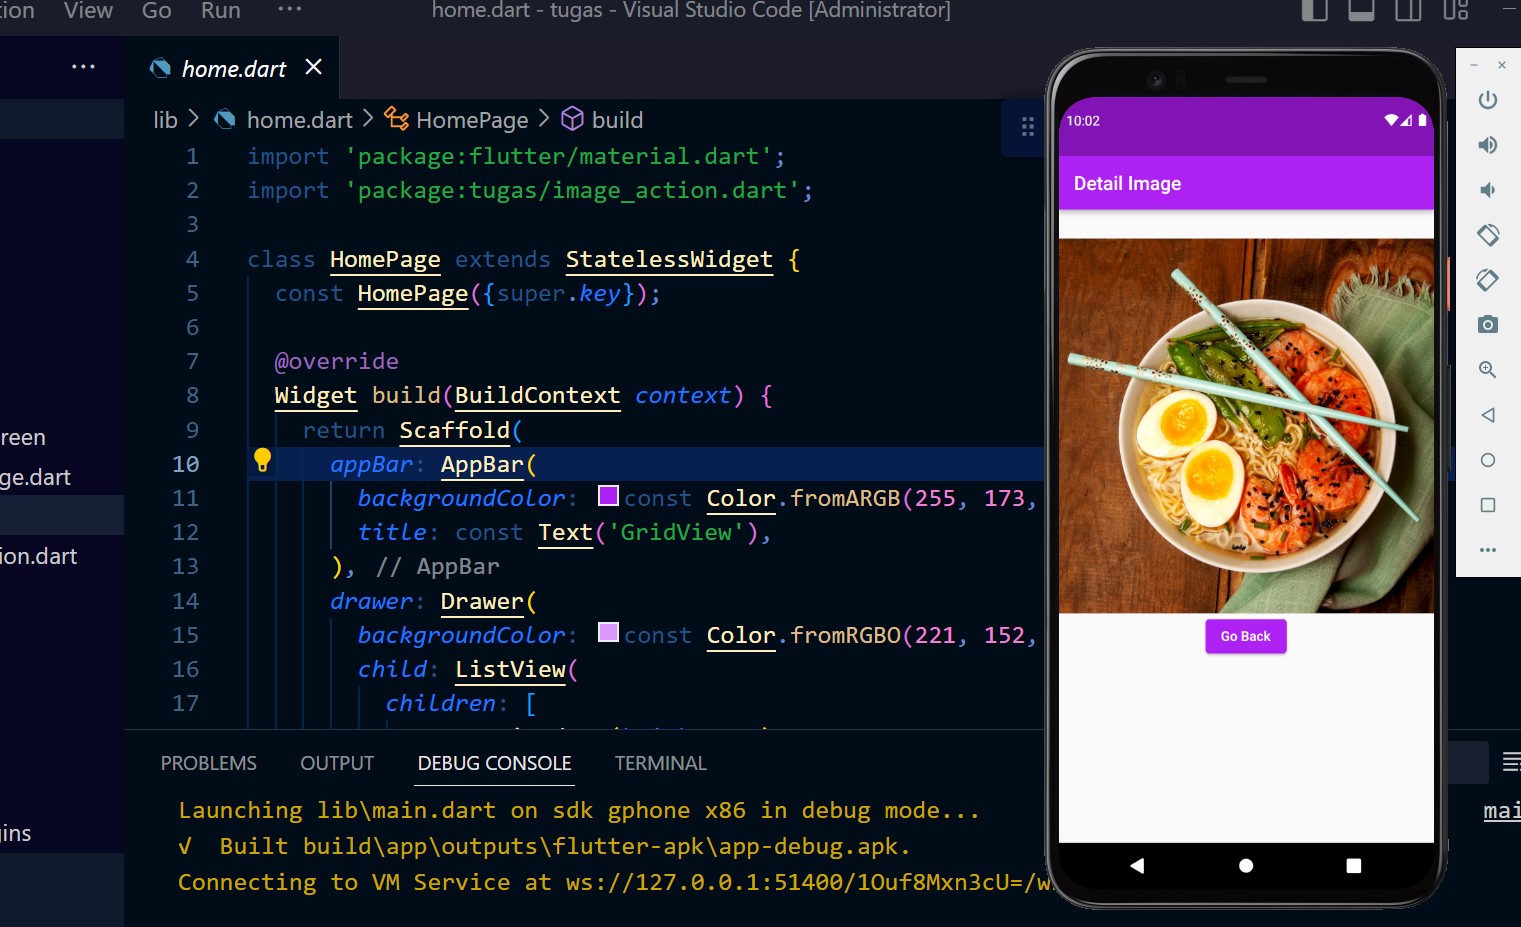 View Go Run ...
home.dart - tugas - Visual Studio Code [Administrator]
...
home.dart
lib > home.dart > HomePage > build
1 import 'package:flutter/material.dart';
2 import 'package:tugas/image_action.dart';
3
4 class HomePage extends StatelessWidget {
5 const HomePage({super.key});
6
7 @override
8 Widget build(BuildContext context) {
9 return Scaffold(
10 appBar: AppBar(
11 backgroundColor: const Color.fromARGB(255, 173,
12 title: const Text('GridView'),
13 ), // AppBar
14 drawer: Drawer(
15 backgroundColor: const Color.fromRGBO(221, 152,
16 child: ListView(
17 children: [
reen
ge.dart
ion.dart
gins
PROBLEMS OUTPUT DEBUG CONSOLE TERMINAL
Launching lib\main.dart on sdk gphone x86 in debug mode...
√ Built build\app\outputs\flutter-apk\app-debug.apk.
Connecting to VM Service at ws://127.0.0.1:51400/1Ouf8Mxn3cU=/w
mai
10:02
Detail Image
Go Back